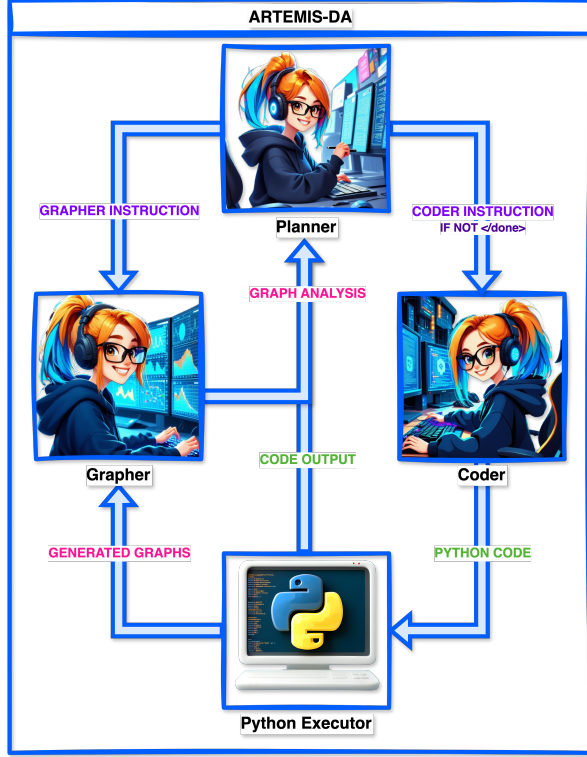 ARTEMIS-DA
GRAPHER INSTRUCTION
CODER INSTRUCTION
IF NOT </done>
Planner
GRAPH ANALYSIS
CODE OUTPUT
Grapher
Coder
GENERATED GRAPHS
PYTHON CODE
Python Executor